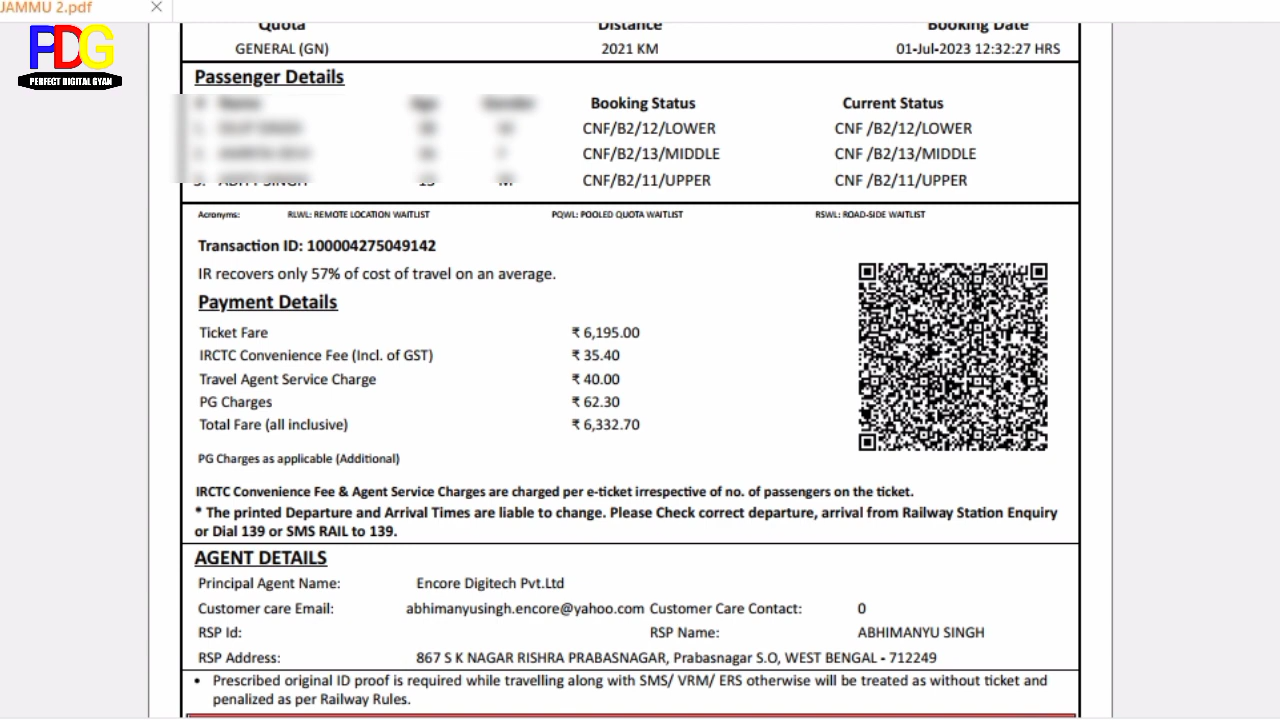 JAMMU 2.pdf
PDG
PERFECT DIGITAL GYAN
Quota Distance Booking Date
GENERAL (GN) 2021 KM 01-Jul-2023 12:32:27 HRS
Passenger Details
Booking Status Current Status
CNF/B2/12/LOWER CNF /B2/12/LOWER
CNF/B2/13/MIDDLE CNF /B2/13/MIDDLE
CNF/B2/11/UPPER CNF /B2/11/UPPER
Acronyms: RLWL: REMOTE LOCATION WAITLIST PQWL: POOLED QUOTA WAITLIST RSWL: ROAD-SIDE WAITLIST
Transaction ID: 100004275049142
IR recovers only 57% of cost of travel on an average.
Payment Details
Ticket Fare ₹ 6,195.00
IRCTC Convenience Fee (Incl. of GST) ₹ 35.40
Travel Agent Service Charge ₹ 40.00
PG Charges ₹ 62.30
Total Fare (all inclusive) ₹ 6,332.70
PG Charges as applicable (Additional)
IRCTC Convenience Fee & Agent Service Charges are charged per e-ticket irrespective of no. of passengers on the ticket.
* The printed Departure and Arrival Times are liable to change. Please Check correct departure, arrival from Railway Station Enquiry
or Dial 139 or SMS RAIL to 139.
AGENT DETAILS
Principal Agent Name: Encore Digitech Pvt.Ltd
Customer care Email: abhimanyusingh.encore@yahoo.com Customer Care Contact: 0
RSP Id: RSP Name: ABHIMANYU SINGH
RSP Address: 867 S K NAGAR RISHRA PRABASNAGAR, Prabasnagar S.O, WEST BENGAL - 712249
• Prescribed original ID proof is required while travelling along with SMS/ VRM/ ERS otherwise will be treated as without ticket and
penalized as per Railway Rules.